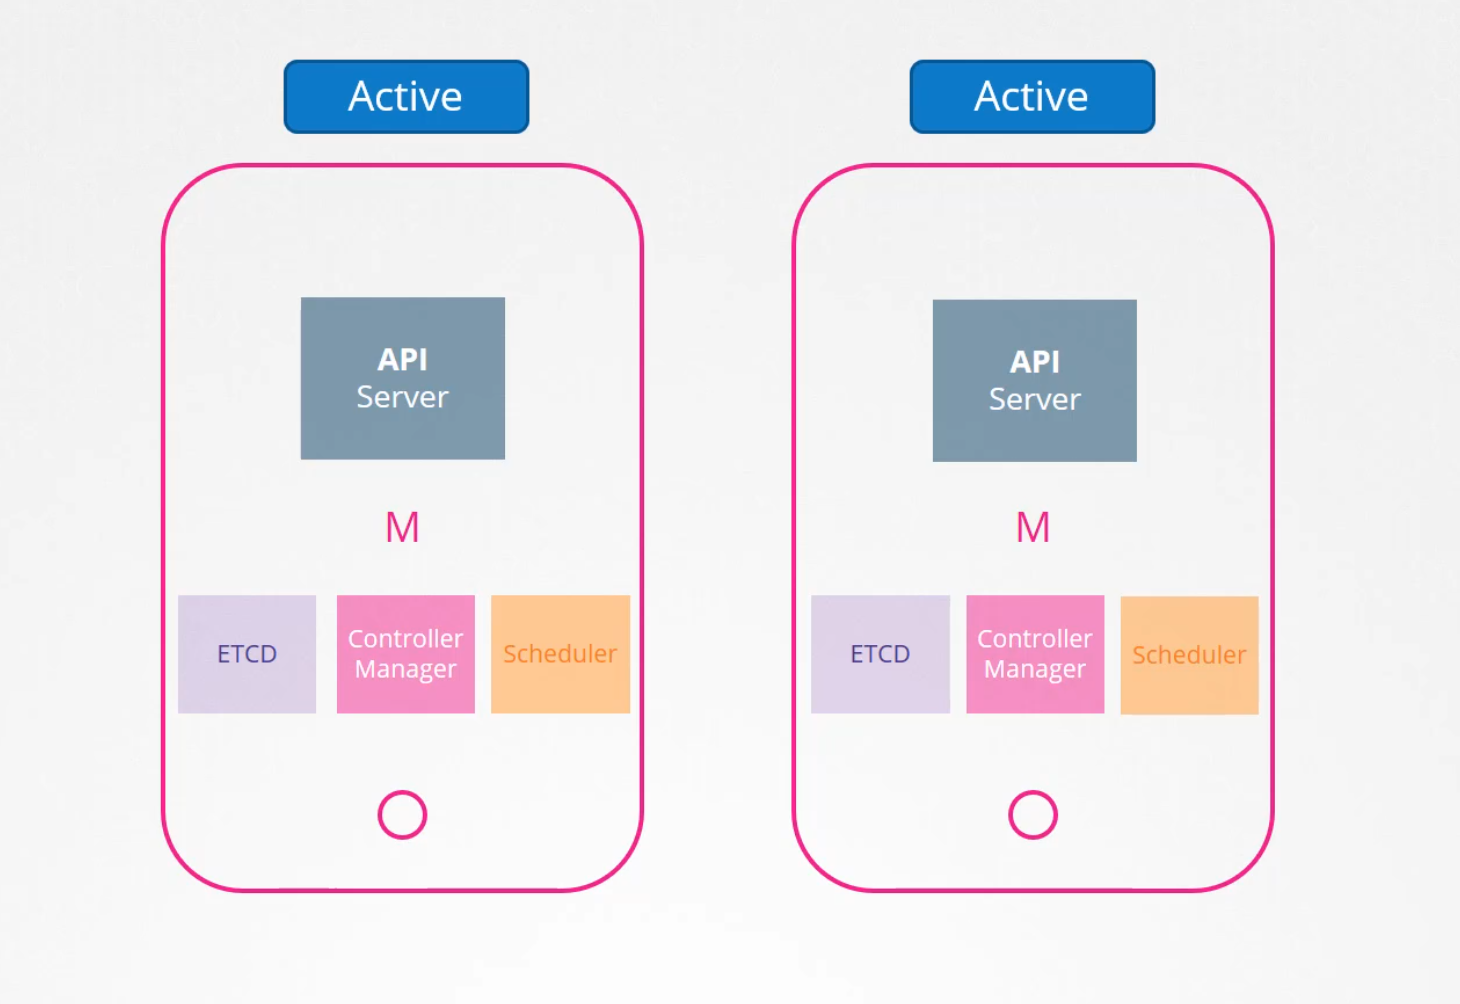 Active
Active
API
Server
M
ETCD
Controller
Manager
Scheduler
API
Server
M
ETCD
Controller
Manager
Scheduler